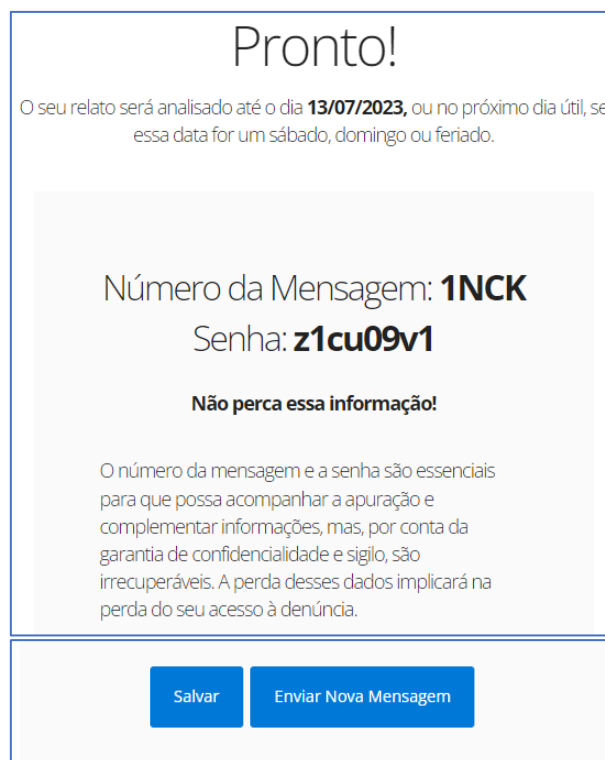 Pronto!
O seu relato será analisado até o dia 13/07/2023, ou no próximo dia útil, se
essa data for um sábado, domingo ou feriado.
Número da Mensagem: 1NCK
Senha: z1cu09v1
Não perca essa informação!
O número da mensagem e a senha são essenciais
para que possa acompanhar a apuração e
complementar informações, mas, por conta da
garantia de confidencialidade e sigilo, são
irrecuperáveis. A perda desses dados implicará na
perda do seu acesso à denúncia.
Salvar
Enviar Nova Mensagem